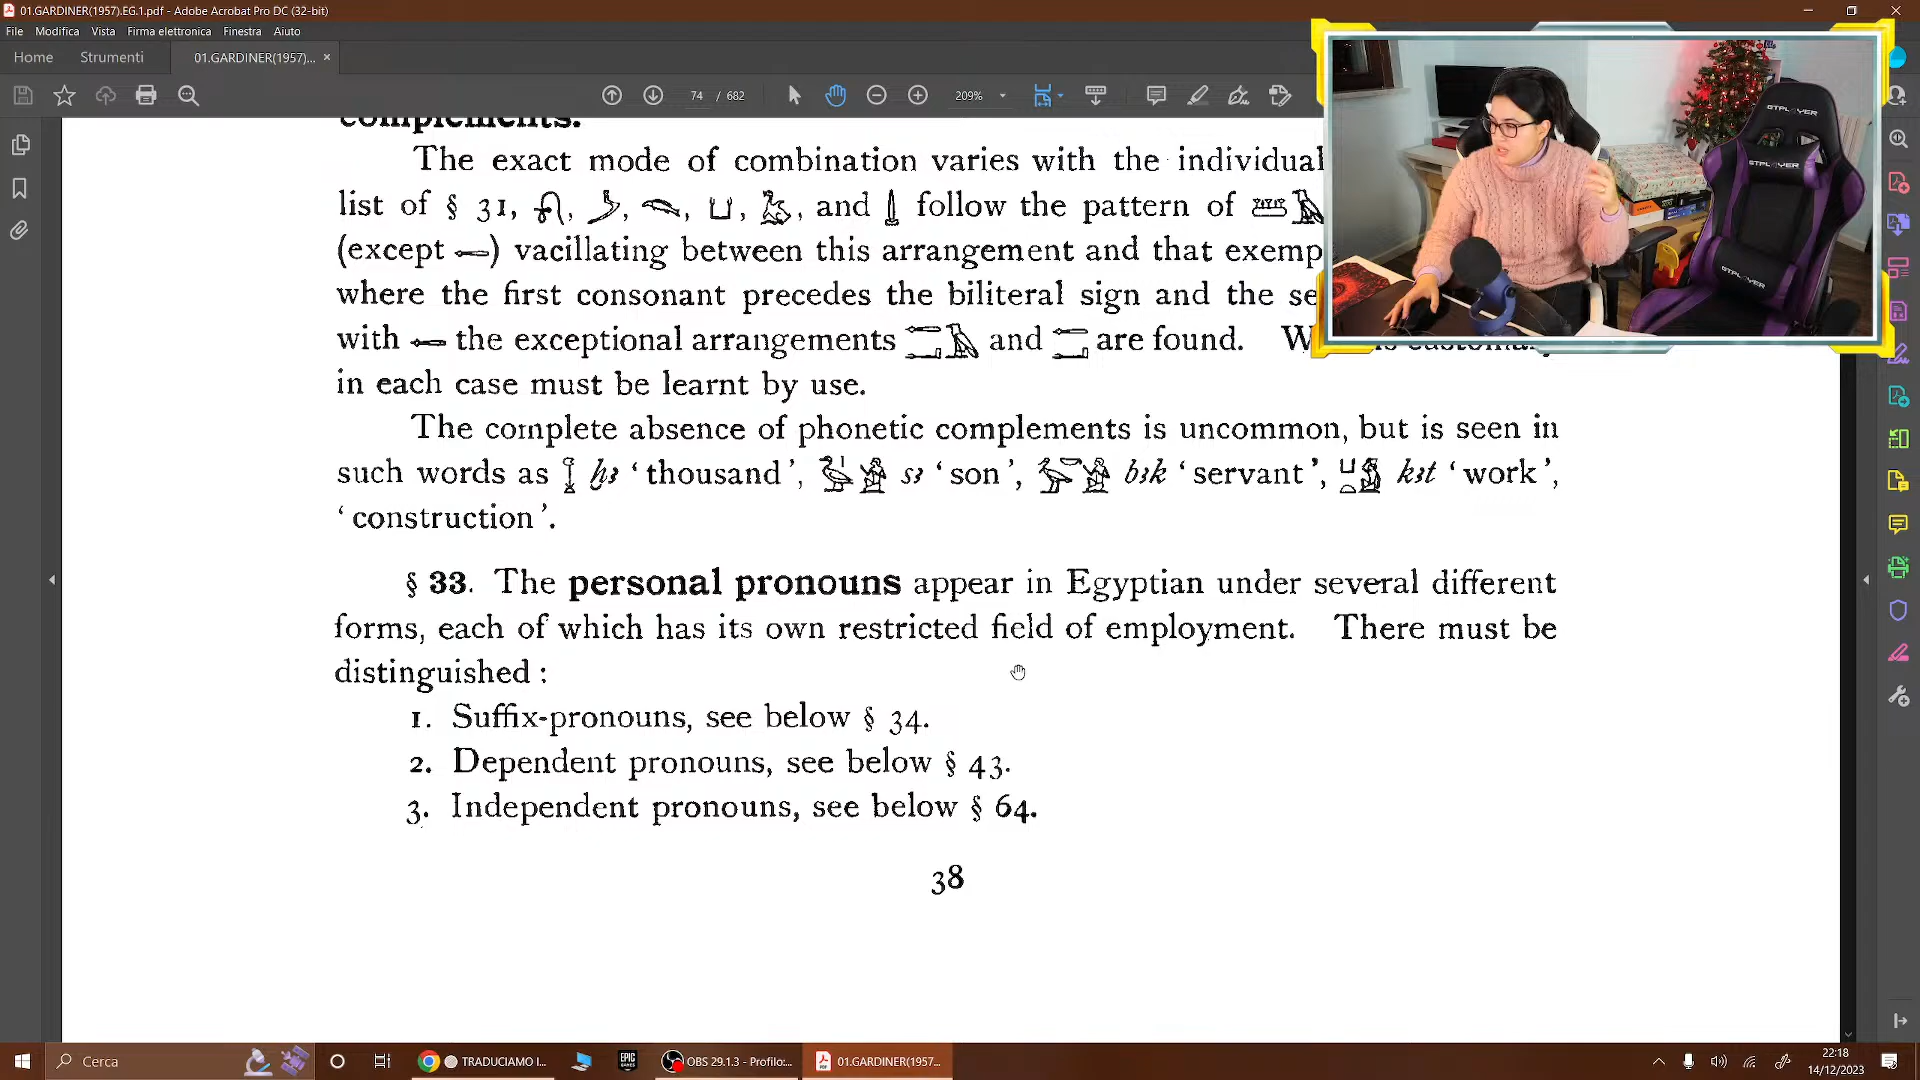 01.GARDINER(1957).EG.1.pdf - Adobe Acrobat Pro DC (32-bit)
File Modifica Vista Firma elettronica Finestra Aiuto
Home Strumenti 01.GARDINER(1957)... ×
74 / 682 209%
complements.
The exact mode of combination varies with the individual
list of § 31, , , , , , and follow the pattern of
(except ) vacillating between this arrangement and that exemp
where the first consonant precedes the biliteral sign and the se
with the exceptional arrangements and are found. W
in each case must be learnt by use.
The complete absence of phonetic complements is uncommon, but is seen in
such words as ḫꜣ ‘thousand’, sꜣ ‘son’, bꜣk ‘servant’, kꜣt ‘work’,
‘construction’.
§ 33. The personal pronouns appear in Egyptian under several different
forms, each of which has its own restricted field of employment. There must be
distinguished :
1. Suffix-pronouns, see below § 34.
2. Dependent pronouns, see below § 43.
3. Independent pronouns, see below § 64.
38
GTPLAYER
GTPLAYER
GTPLAYER
Cerca
TRADUCIAMO I...
EPIC GAMES
OBS 29.1.3 - Profilo:...
01.GARDINER(1957...
22:18
14/12/2023